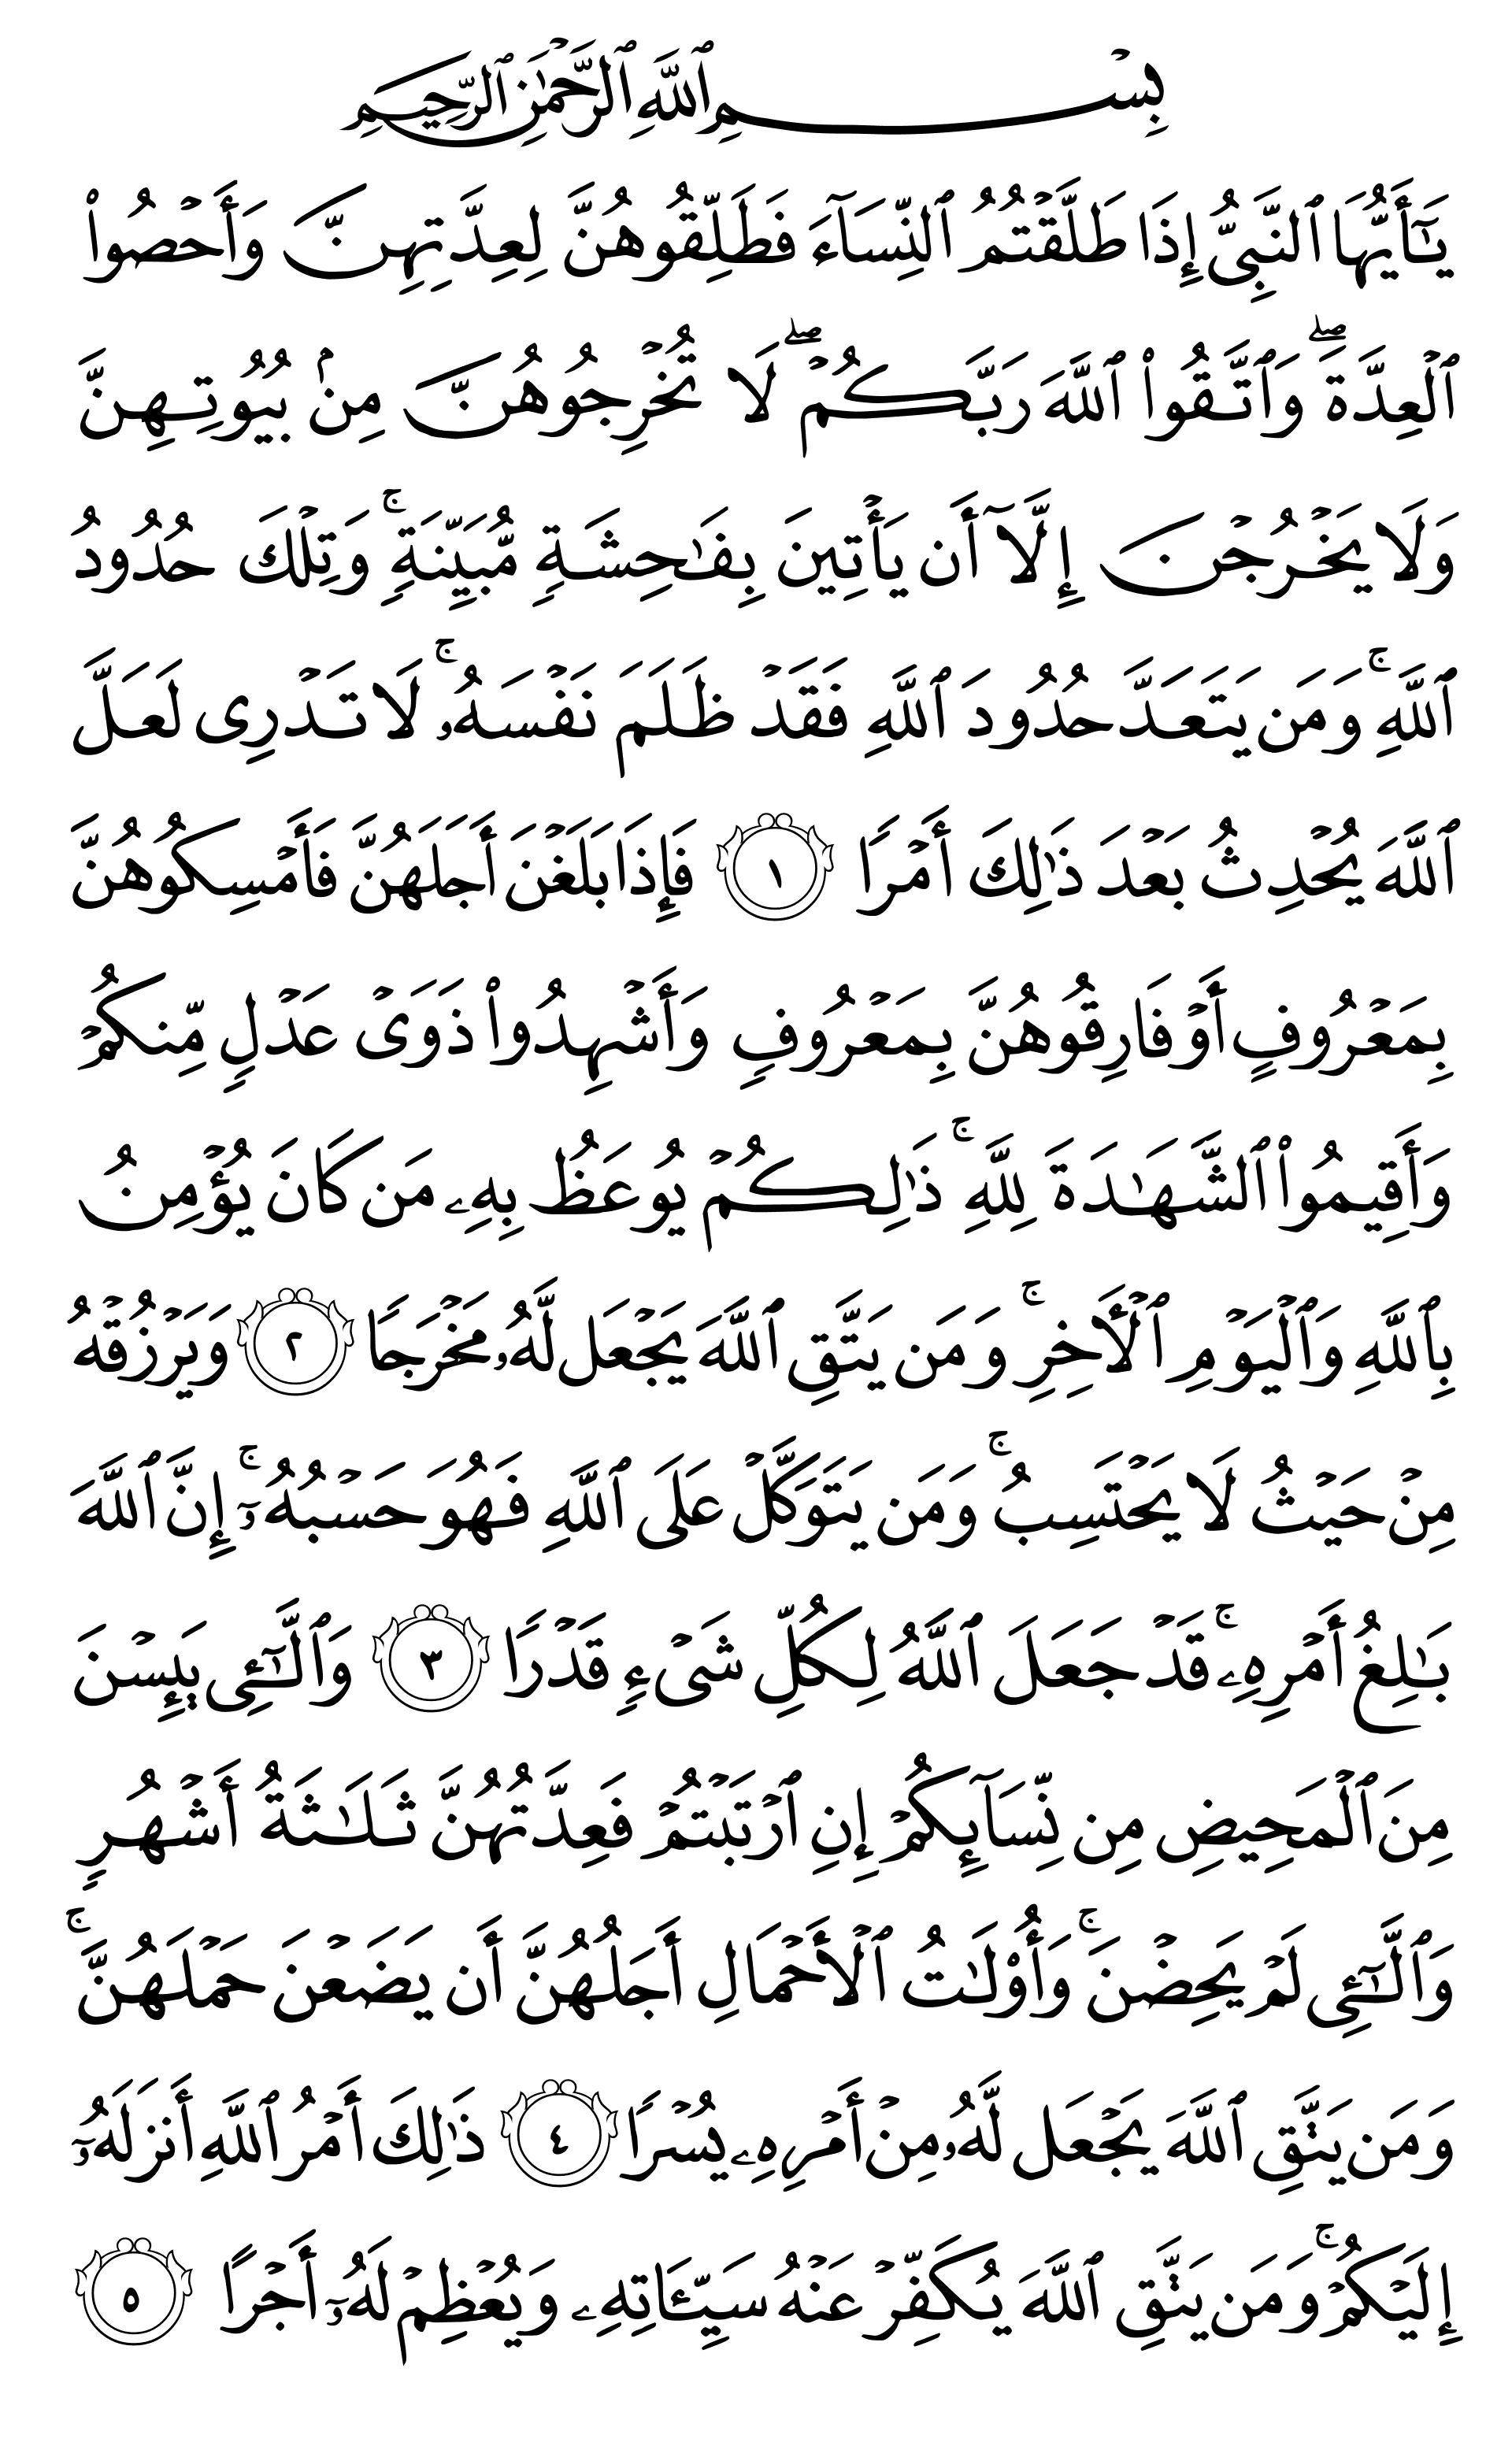 بِسۡمِ ٱللَّهِ ٱلرَّحۡمَٰنِ ٱلرَّحِيمِ
يَٰٓأَيُّهَا ٱلنَّبِيُّ إِذَا طَلَّقۡتُمُ ٱلنِّسَآءَ فَطَلِّقُوهُنَّ لِعِدَّتِهِنَّ وَأَحۡصُواْ
ٱلۡعِدَّةَۖ وَٱتَّقُواْ ٱللَّهَ رَبَّكُمۡۖ لَا تُخۡرِجُوهُنَّ مِنۢ بُيُوتِهِنَّ
وَلَا يَخۡرُجۡنَ إِلَّآ أَن يَأۡتِينَ بِفَٰحِشَةٖ مُّبَيِّنَةٖۚ وَتِلۡكَ حُدُودُ
ٱللَّهِۚ وَمَن يَتَعَدَّ حُدُودَ ٱللَّهِ فَقَدۡ ظَلَمَ نَفۡسَهُۥۚ لَا تَدۡرِي لَعَلَّ
ٱللَّهَ يُحۡدِثُ بَعۡدَ ذَٰلِكَ أَمۡرٗا ١ فَإِذَا بَلَغۡنَ أَجَلَهُنَّ فَأَمۡسِكُوهُنَّ
بِمَعۡرُوفٍ أَوۡ فَارِقُوهُنَّ بِمَعۡرُوفٖ وَأَشۡهِدُواْ ذَوَيۡ عَدۡلٖ مِّنكُمۡ
وَأَقِيمُواْ ٱلشَّهَٰدَةَ لِلَّهِۚ ذَٰلِكُمۡ يُوعَظُ بِهِۦ مَن كَانَ يُؤۡمِنُ
بِٱللَّهِ وَٱلۡيَوۡمِ ٱلۡأٓخِرِۚ وَمَن يَتَّقِ ٱللَّهَ يَجۡعَل لَّهُۥ مَخۡرَجٗا ٢ وَيَرۡزُقۡهُ
مِنۡ حَيۡثُ لَا يَحۡتَسِبُۚ وَمَن يَتَوَكَّلۡ عَلَى ٱللَّهِ فَهُوَ حَسۡبُهُۥٓۚ إِنَّ ٱللَّهَ
بَٰلِغُ أَمۡرِهِۦۚ قَدۡ جَعَلَ ٱللَّهُ لِكُلِّ شَيۡءٖ قَدۡرٗا ٣ وَٱلَّٰٓـِٔي يَئِسۡنَ
مِنَ ٱلۡمَحِيضِ مِن نِّسَآئِكُمۡ إِنِ ٱرۡتَبۡتُمۡ فَعِدَّتُهُنَّ ثَلَٰثَةُ أَشۡهُرٖ
وَٱلَّٰٓـِٔي لَمۡ يَحِضۡنَۚ وَأُوْلَٰتُ ٱلۡأَحۡمَالِ أَجَلُهُنَّ أَن يَضَعۡنَ حَمۡلَهُنَّۚ
وَمَن يَتَّقِ ٱللَّهَ يَجۡعَل لَّهُۥ مِنۡ أَمۡرِهِۦ يُسۡرٗا ٤ ذَٰلِكَ أَمۡرُ ٱللَّهِ أَنزَلَهُۥٓ
إِلَيۡكُمۡۚ وَمَن يَتَّقِ ٱللَّهَ يُكَفِّرۡ عَنۡهُ سَيِّـَٔاتِهِۦ وَيُعۡظِمۡ لَهُۥٓ أَجۡرًا ٥